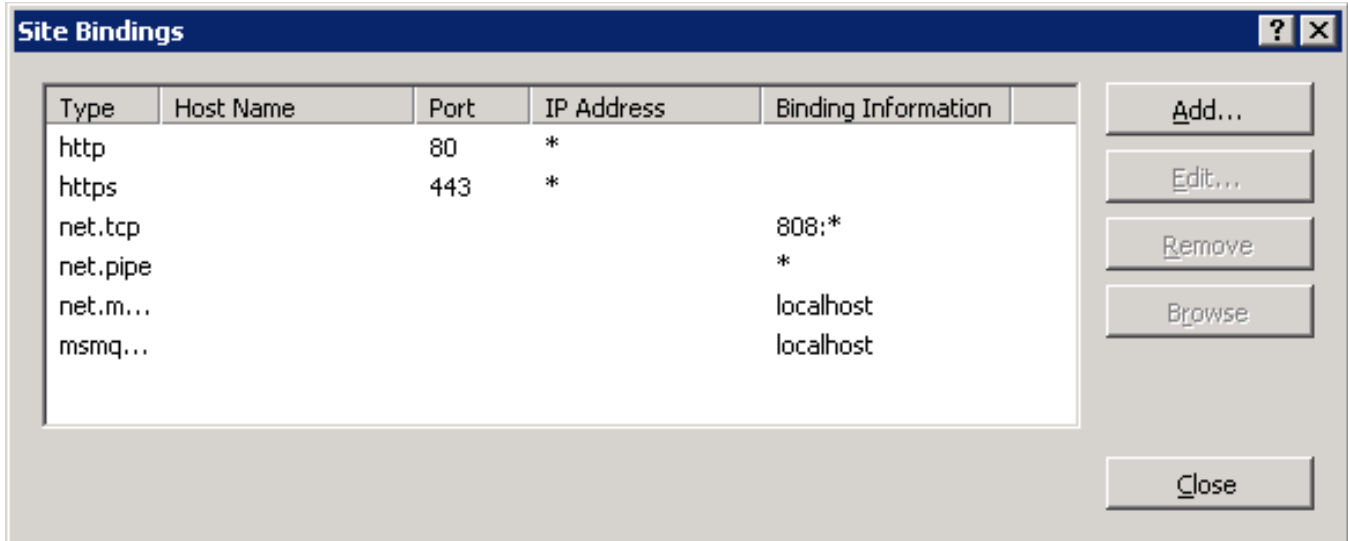 Site Bindings ? X
Type Host Name Port IP Address Binding Information Add...
http 80 *
https 443 * Edit...
net.tcp 808:*
net.pipe * Remove
net.m... localhost Browse
msmq... localhost
Close